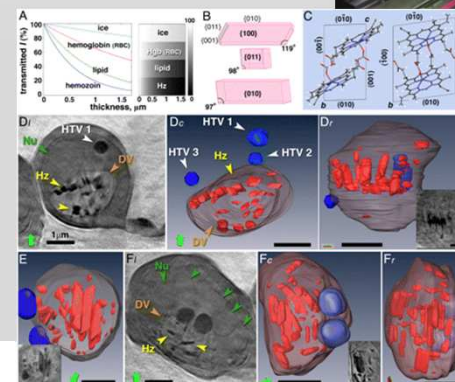 A
transmitted I (%)
100
80
60
40
20
0
ice
hemoglobin (RBC)
lipid
hemozoin
0
0.5
1
1.5
thickness, μm
ice
Hgb (RBC)
lipid
Hz
B
(010)
(011)
(001)
(100)
119°
(011)
98°
(010)
97°
C
(010)
c
(001)
(001)
b
(010)
(010)
(100)
b
(010)
Di
Nu
HTV 1
DV
Hz
1μm
Dc
HTV 1
HTV 3
Hz
HTV 2
DV
Dr
E
Fi
Nu
DV
Hz
Fc
Fr